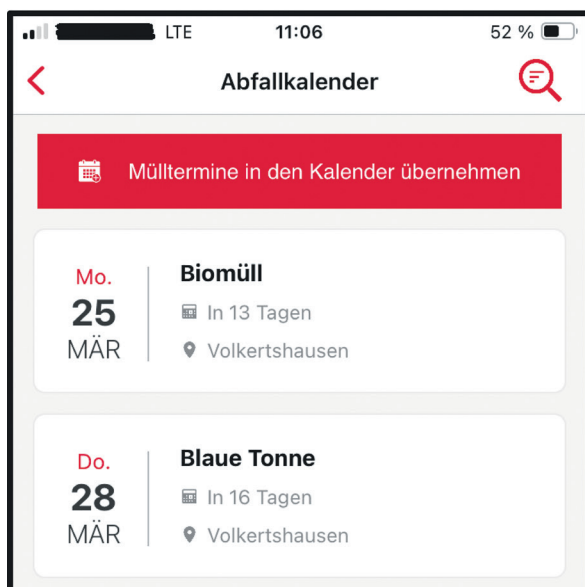 LTE 11:06 52 %
Abfallkalender
Mülltermine in den Kalender übernehmen
Mo.
25
MÄR
Biomüll
In 13 Tagen
Volkertshausen
Do.
28
MÄR
Blaue Tonne
In 16 Tagen
Volkertshausen